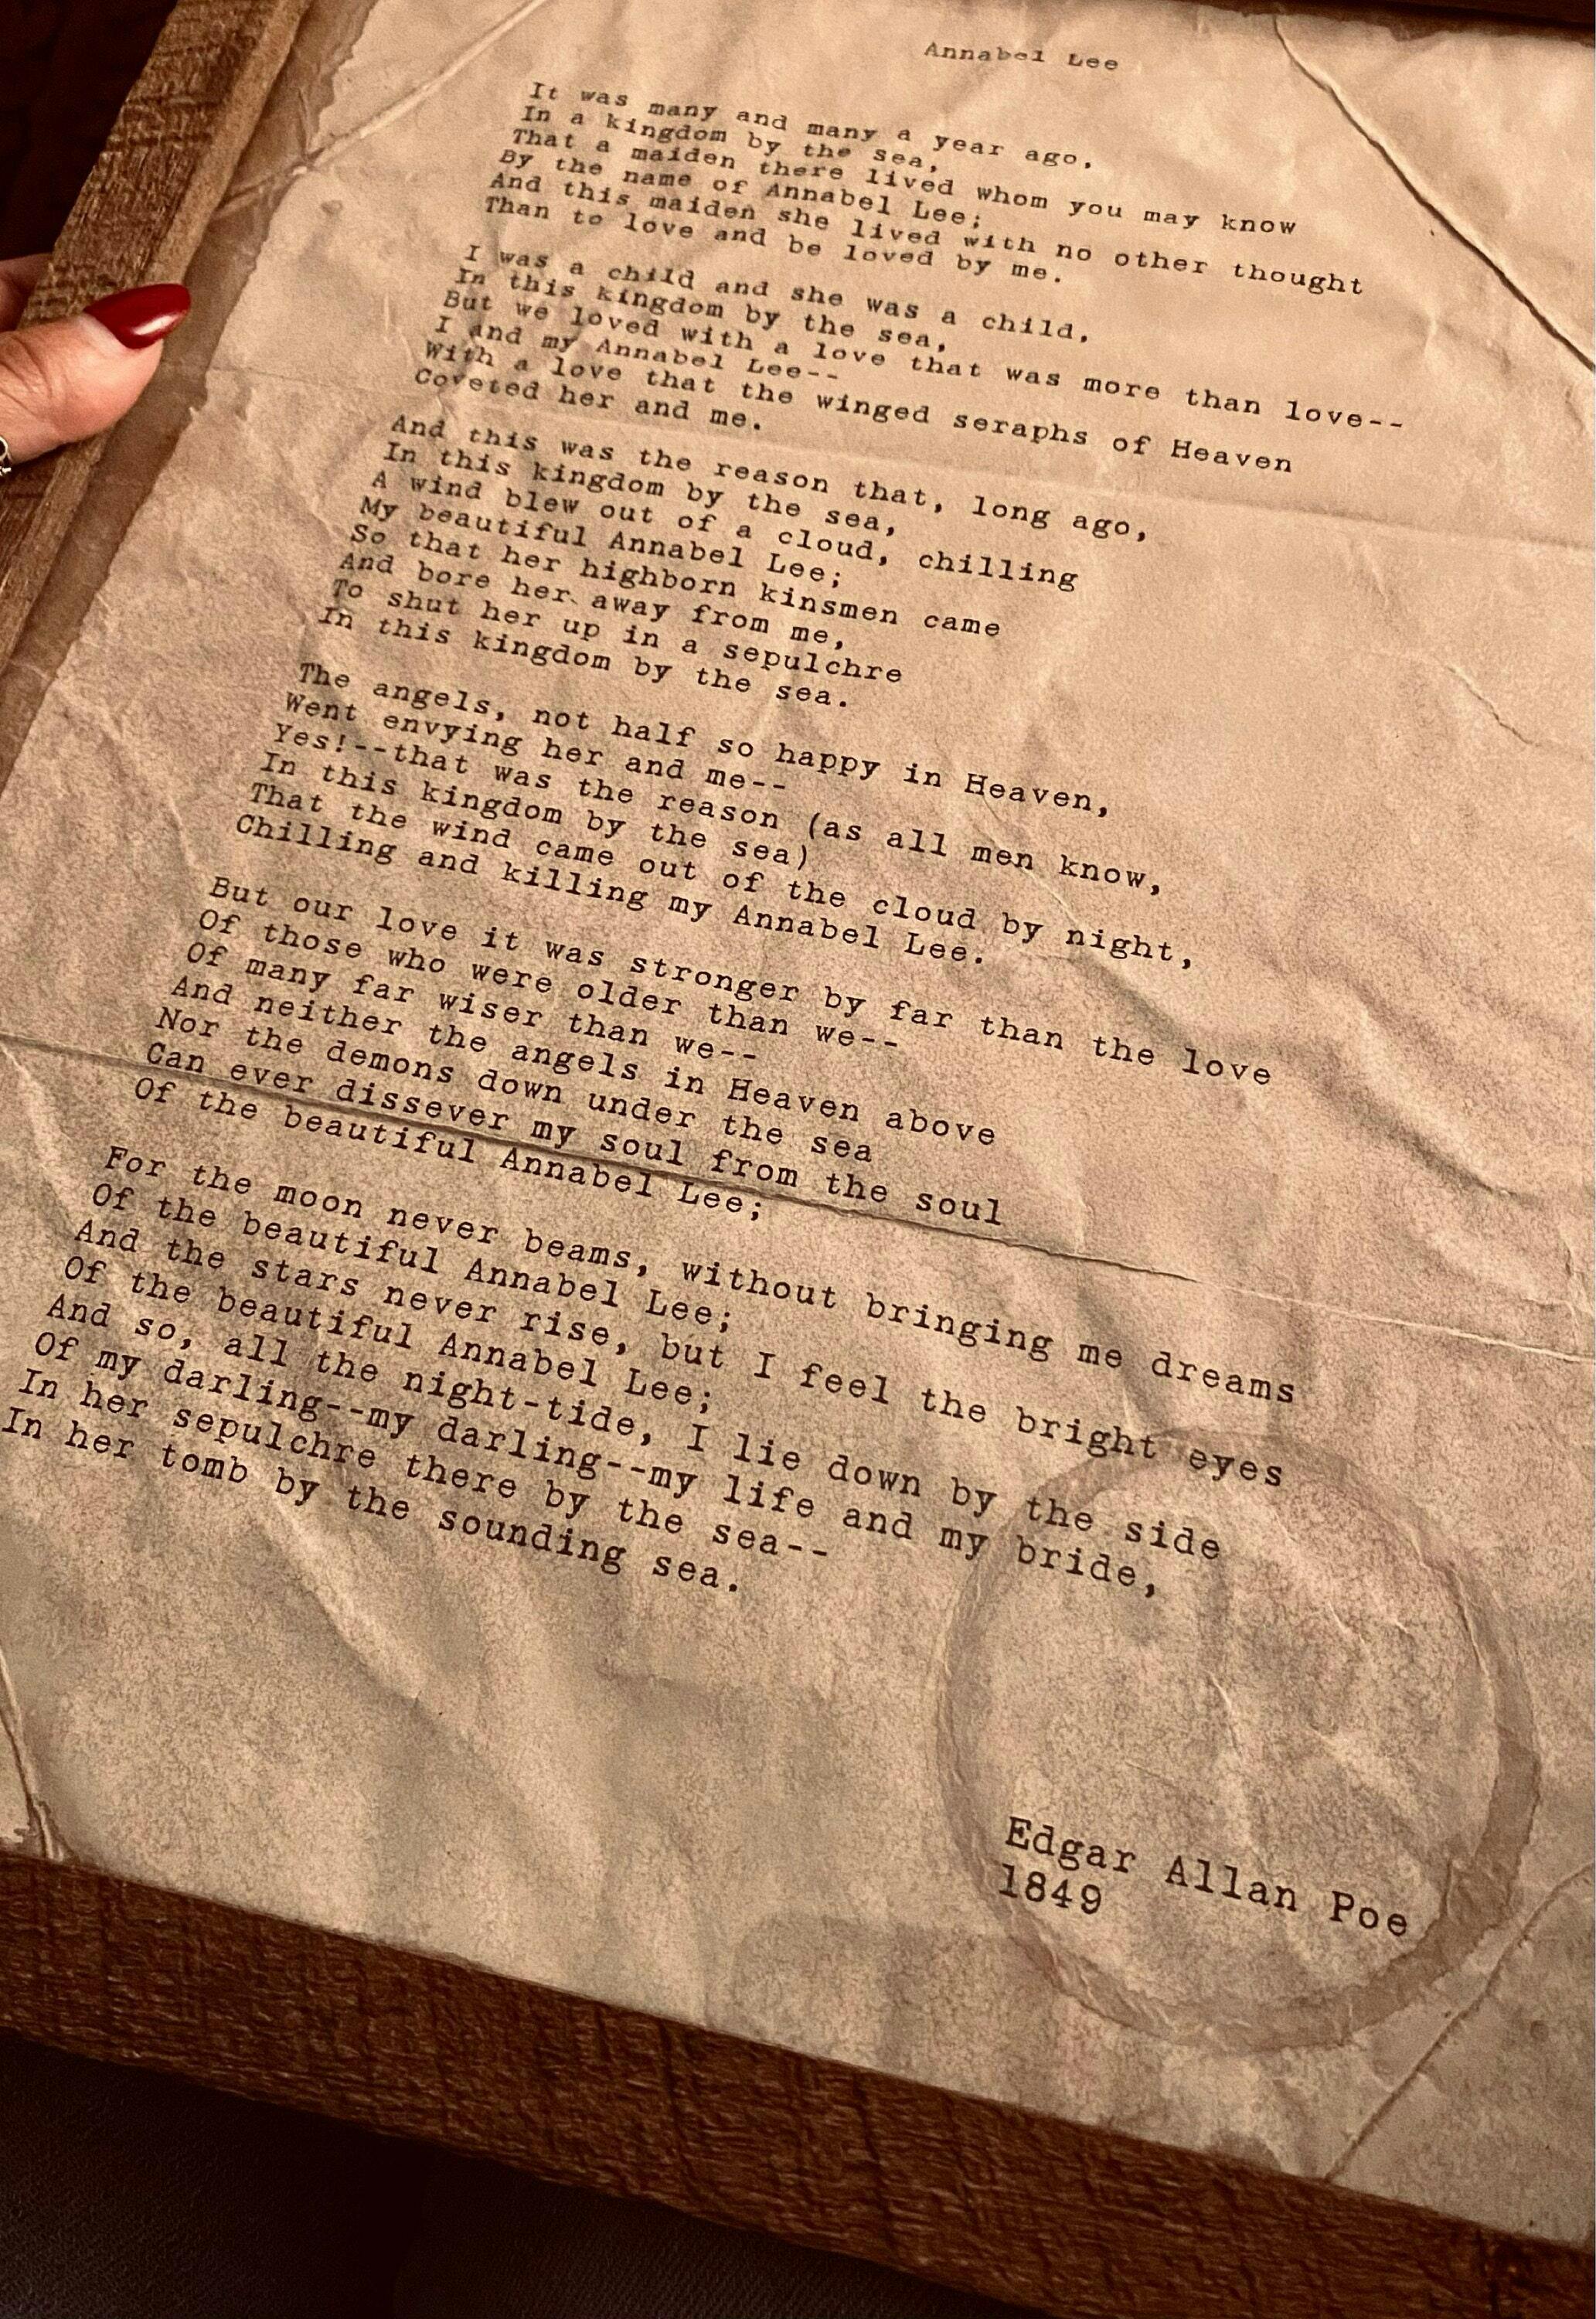 Annabel Lee
It was many and many a year ago,
In a kingdom by the sea,
That a maiden there lived whom you may know
By the name of Annabel Lee;
And this maiden she lived with no other thought
Than to love and be loved by me.
I was a child and she was a child,
In this kingdom by the sea,
But we loved with a love that was more than love--
I and my Annabel Lee--
With a love that the winged seraphs of Heaven
Coveted her and me.
And this was the reason that, long ago,
In this kingdom by the sea,
A wind blew out of a cloud, chilling
My beautiful Annabel Lee;
So that her highborn kinsmen came
And bore her away from me,
To shut her up in a sepulchre
In this kingdom by the sea.
The angels, not half so happy in Heaven,
Went envying her and me--
Yes!--that was the reason (as all men know,
In this kingdom by the sea)
That the wind came out of the cloud by night,
Chilling and killing my Annabel Lee.
But our love it was stronger by far than the love
Of those who were older than we--
Of many far wiser than we--
And neither the angels in Heaven above
Nor the demons down under the sea
Can ever dissever my soul from the soul
Of the beautiful Annabel Lee;
For the moon never beams, without bringing me dreams
Of the beautiful Annabel Lee;
And the stars never rise, but I feel the bright eyes
Of the beautiful Annabel Lee;
And so, all the night-tide, I lie down by the side
Of my darling--my darling--my life and my bride,
In her sepulchre there by the sea--
In her tomb by the sounding sea.
Edgar Allan Poe
1849